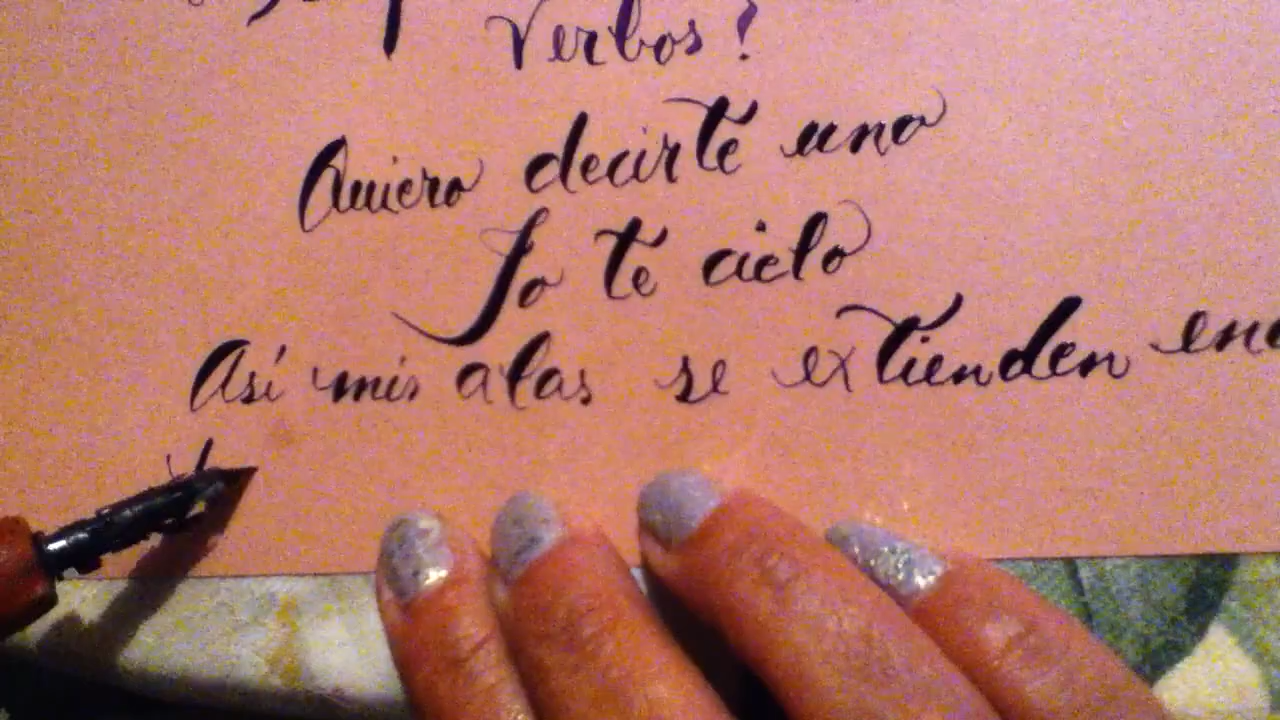 Verbos?
Quiero decirte uno
Yo te cielo
Así mis alas se extienden